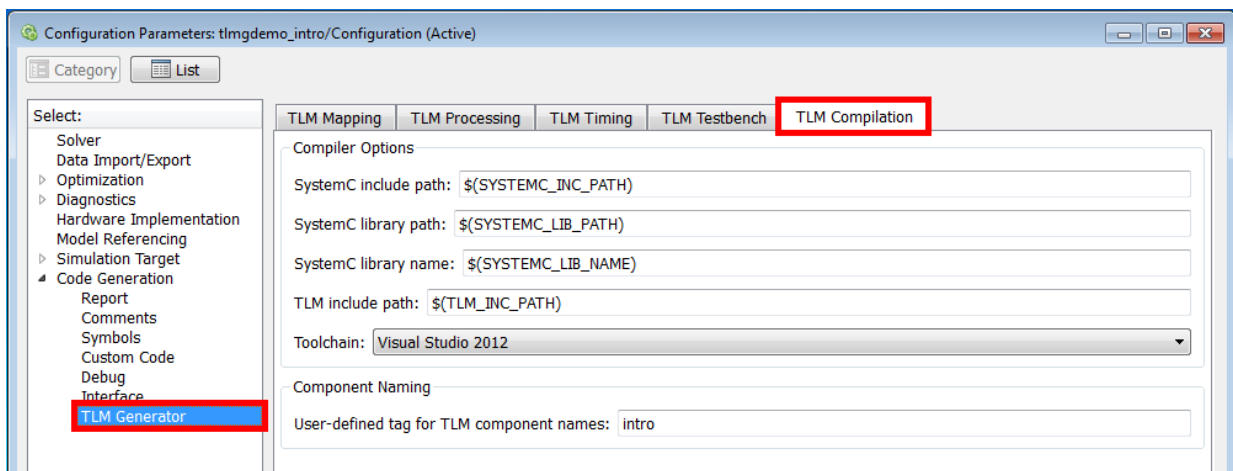 Configuration Parameters: tlmgdemo_intro/Configuration (Active)
Category List
Select:
Solver
Data Import/Export
Optimization
Diagnostics
Hardware Implementation
Model Referencing
Simulation Target
Code Generation
Report
Comments
Symbols
Custom Code
Debug
Interface
TLM Generator
TLM Mapping TLM Processing TLM Timing TLM Testbench TLM Compilation
Compiler Options
SystemC include path: $(SYSTEMC_INC_PATH)
SystemC library path: $(SYSTEMC_LIB_PATH)
SystemC library name: $(SYSTEMC_LIB_NAME)
TLM include path: $(TLM_INC_PATH)
Toolchain: Visual Studio 2012
Component Naming
User-defined tag for TLM component names: intro